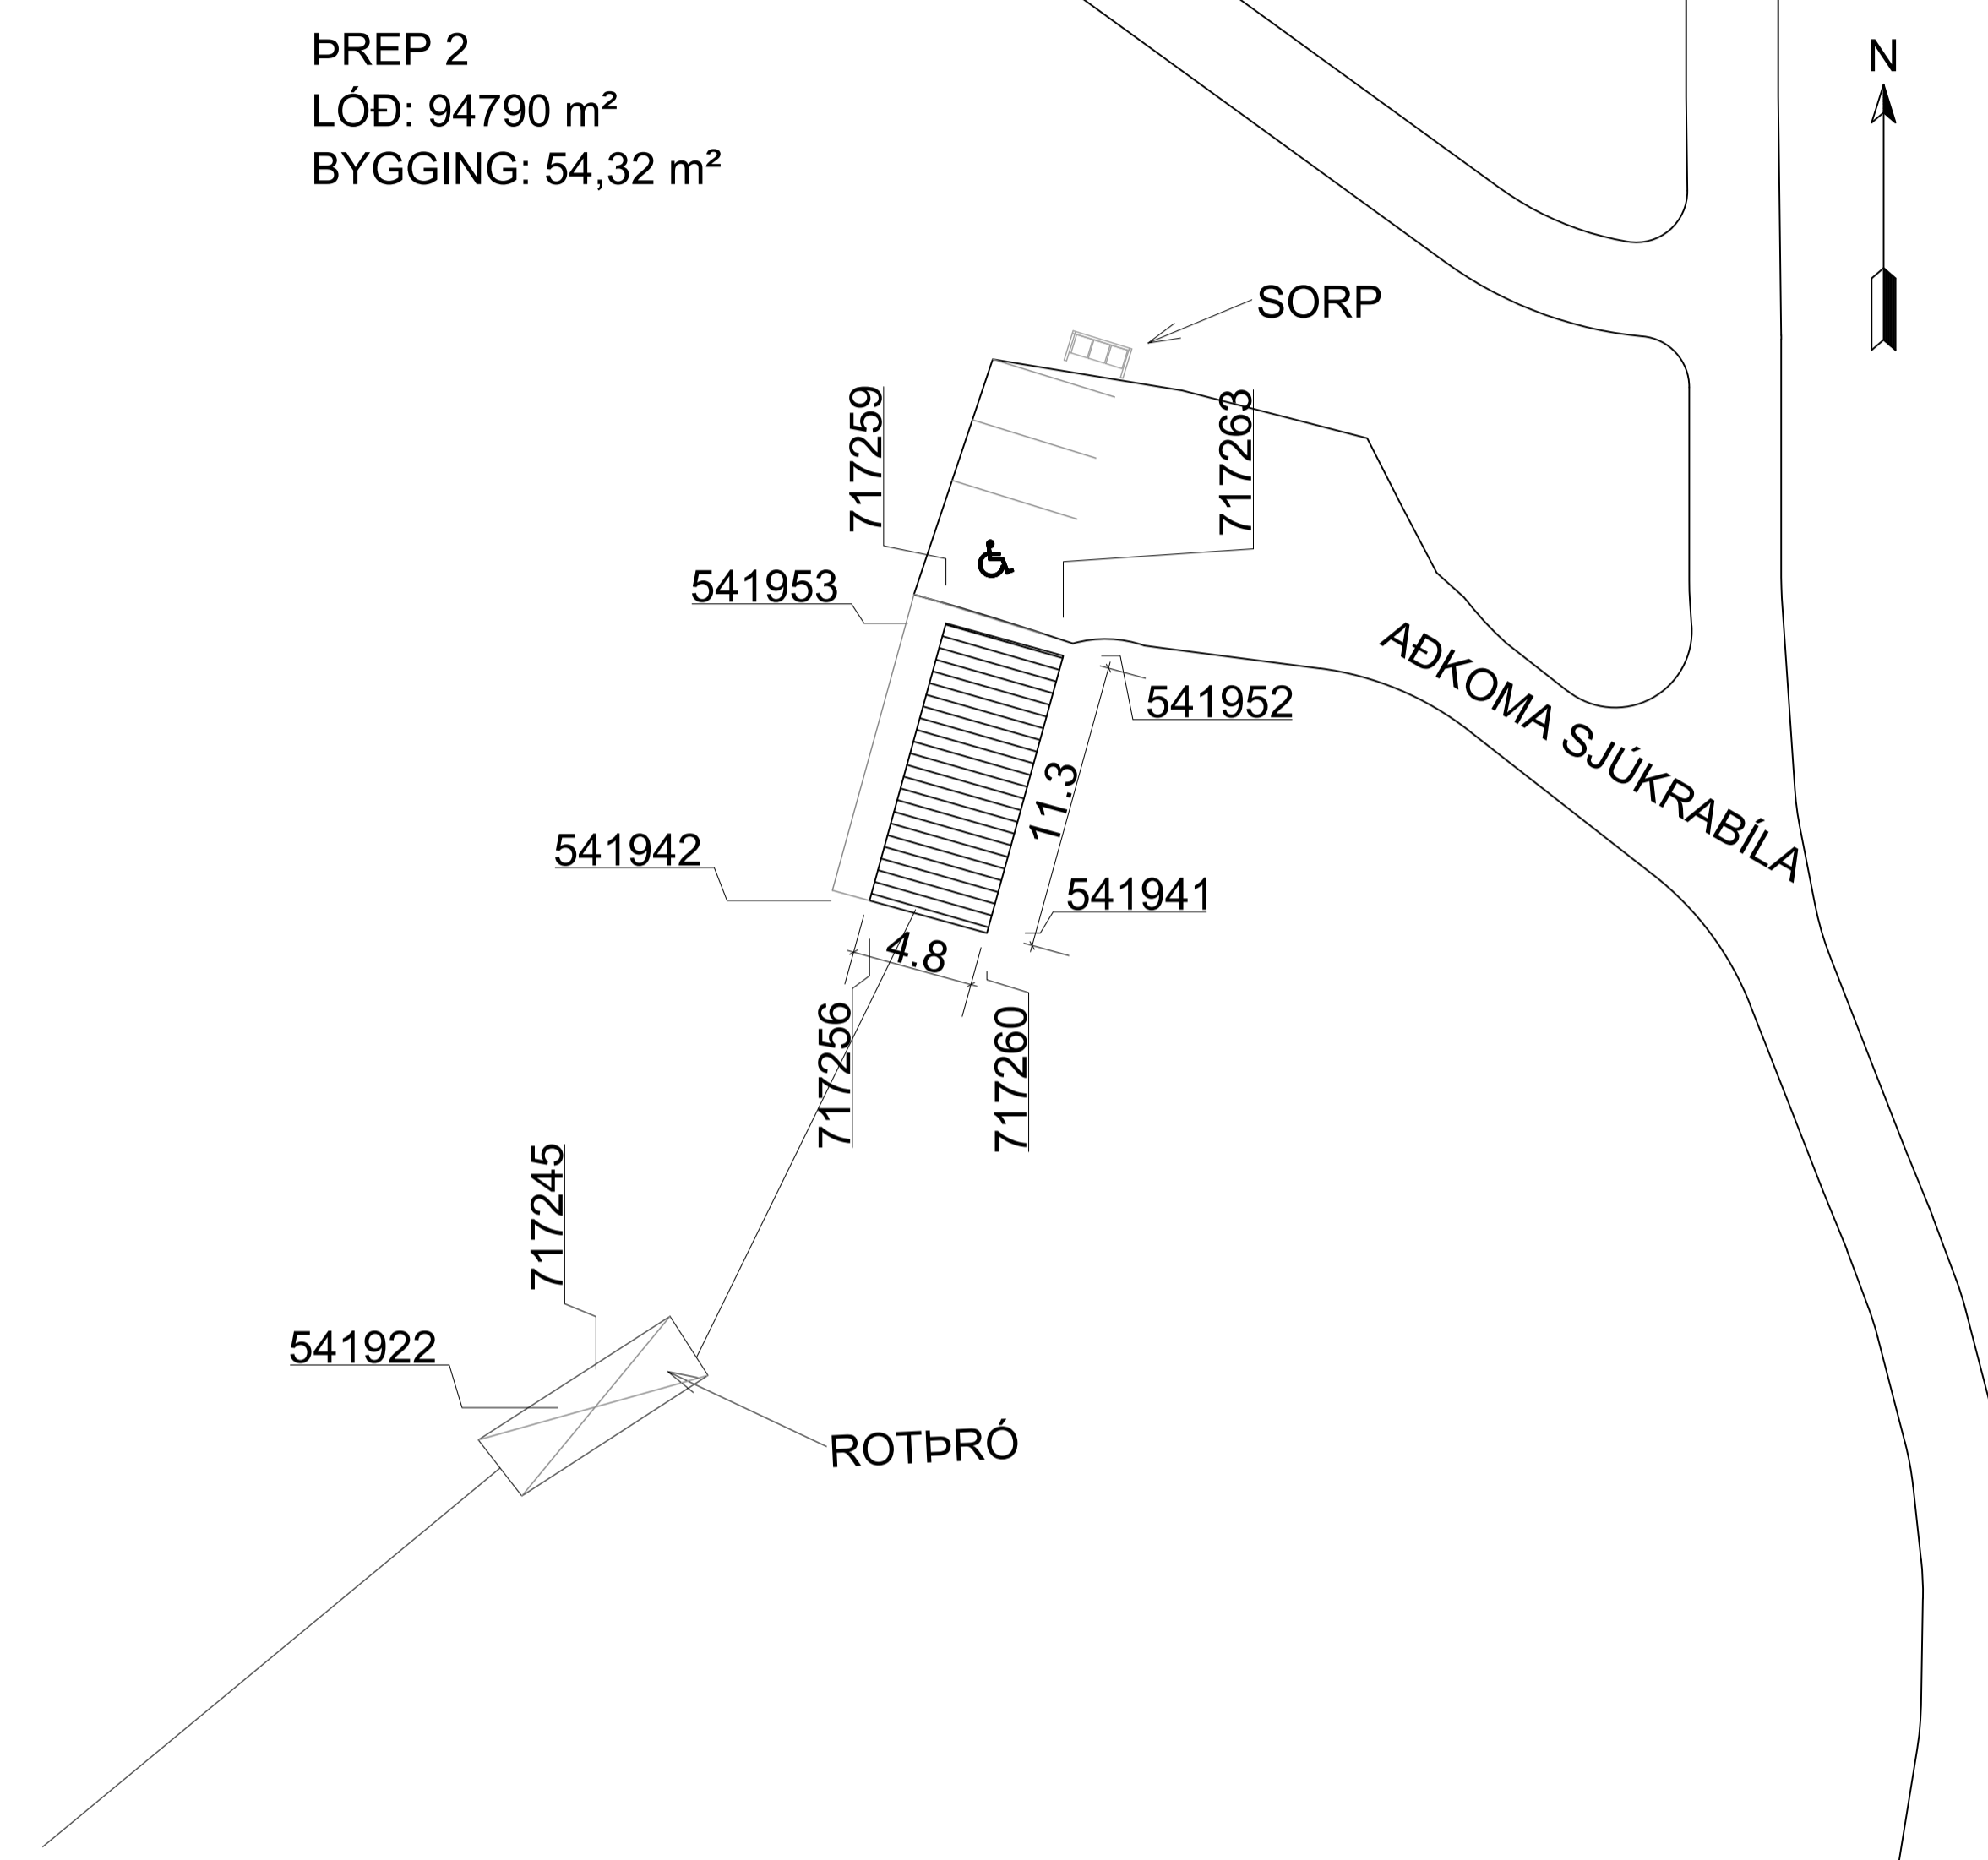 ÞREP 2
LÓÐ: 94790 m²
BYGGING: 54,32 m²
N
SORP
717259
717263
541953
541952
AÐKOMA SJÚKRABÍLA
11.3
541942
541941
4.8
717256
717260
717245
541922
ROTÞRÓ